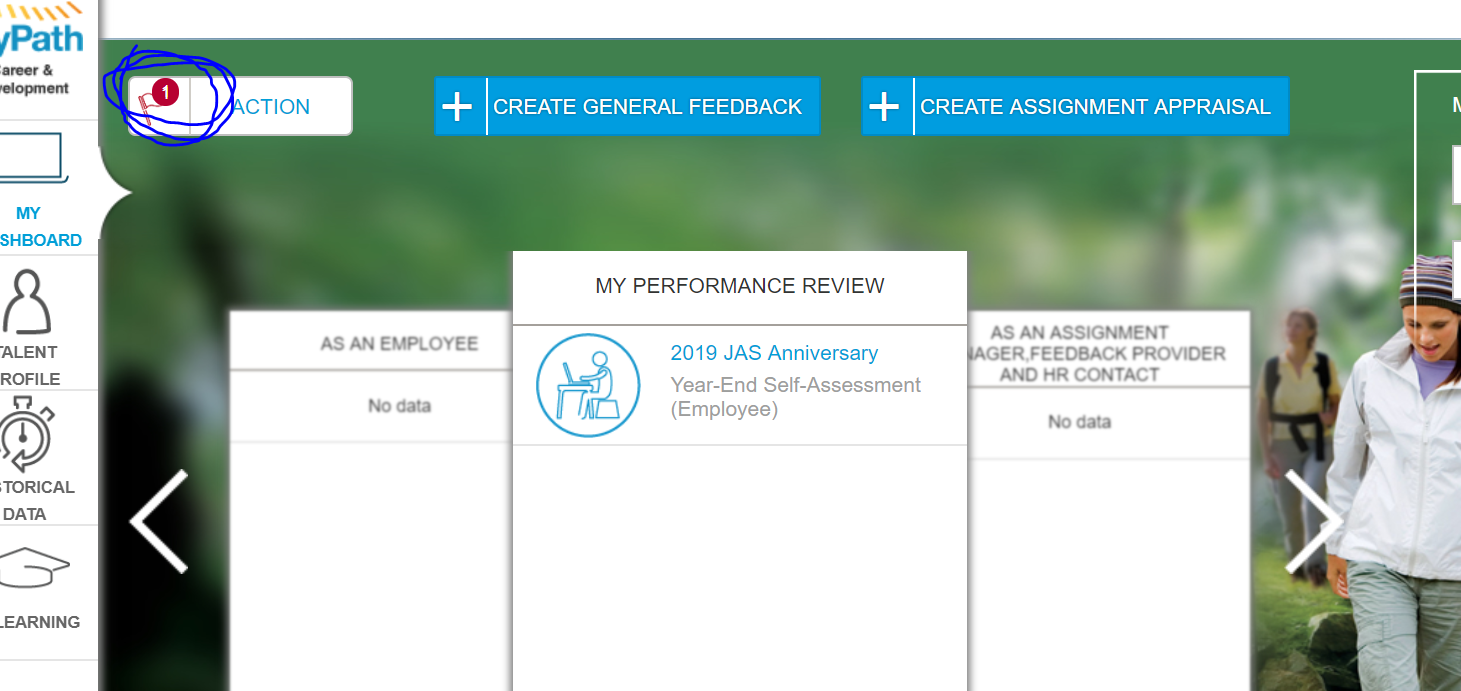 yPath
areer &
velopment
MY
SHBOARD
TALENT
ROFILE
STORICAL
DATA
LEARNING
1
ACTION
CREATE GENERAL FEEDBACK
CREATE ASSIGNMENT APPRAISAL
M
AS AN EMPLOYEE
No data
MY PERFORMANCE REVIEW
2019 JAS Anniversary
Year-End Self-Assessment
(Employee)
AS AN ASSIGNMENT
NAGER,FEEDBACK PROVIDER
AND HR CONTACT
No data